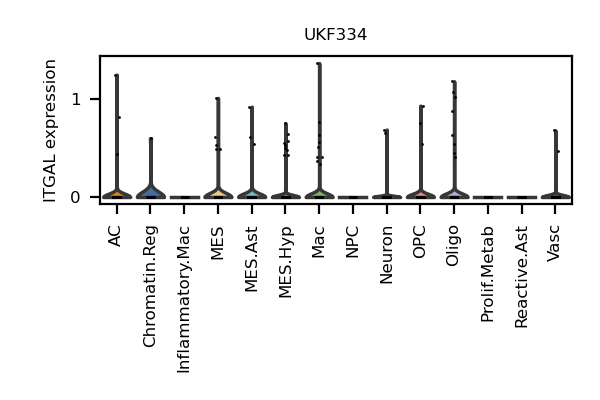 UKF334
ITGAL expression
1
0
AC
Chromatin.Reg
Inflammatory.Mac
MES
MES.Ast
MES.Hyp
Mac
NPC
Neuron
OPC
Oligo
Prolif.Metab
Reactive.Ast
Vasc